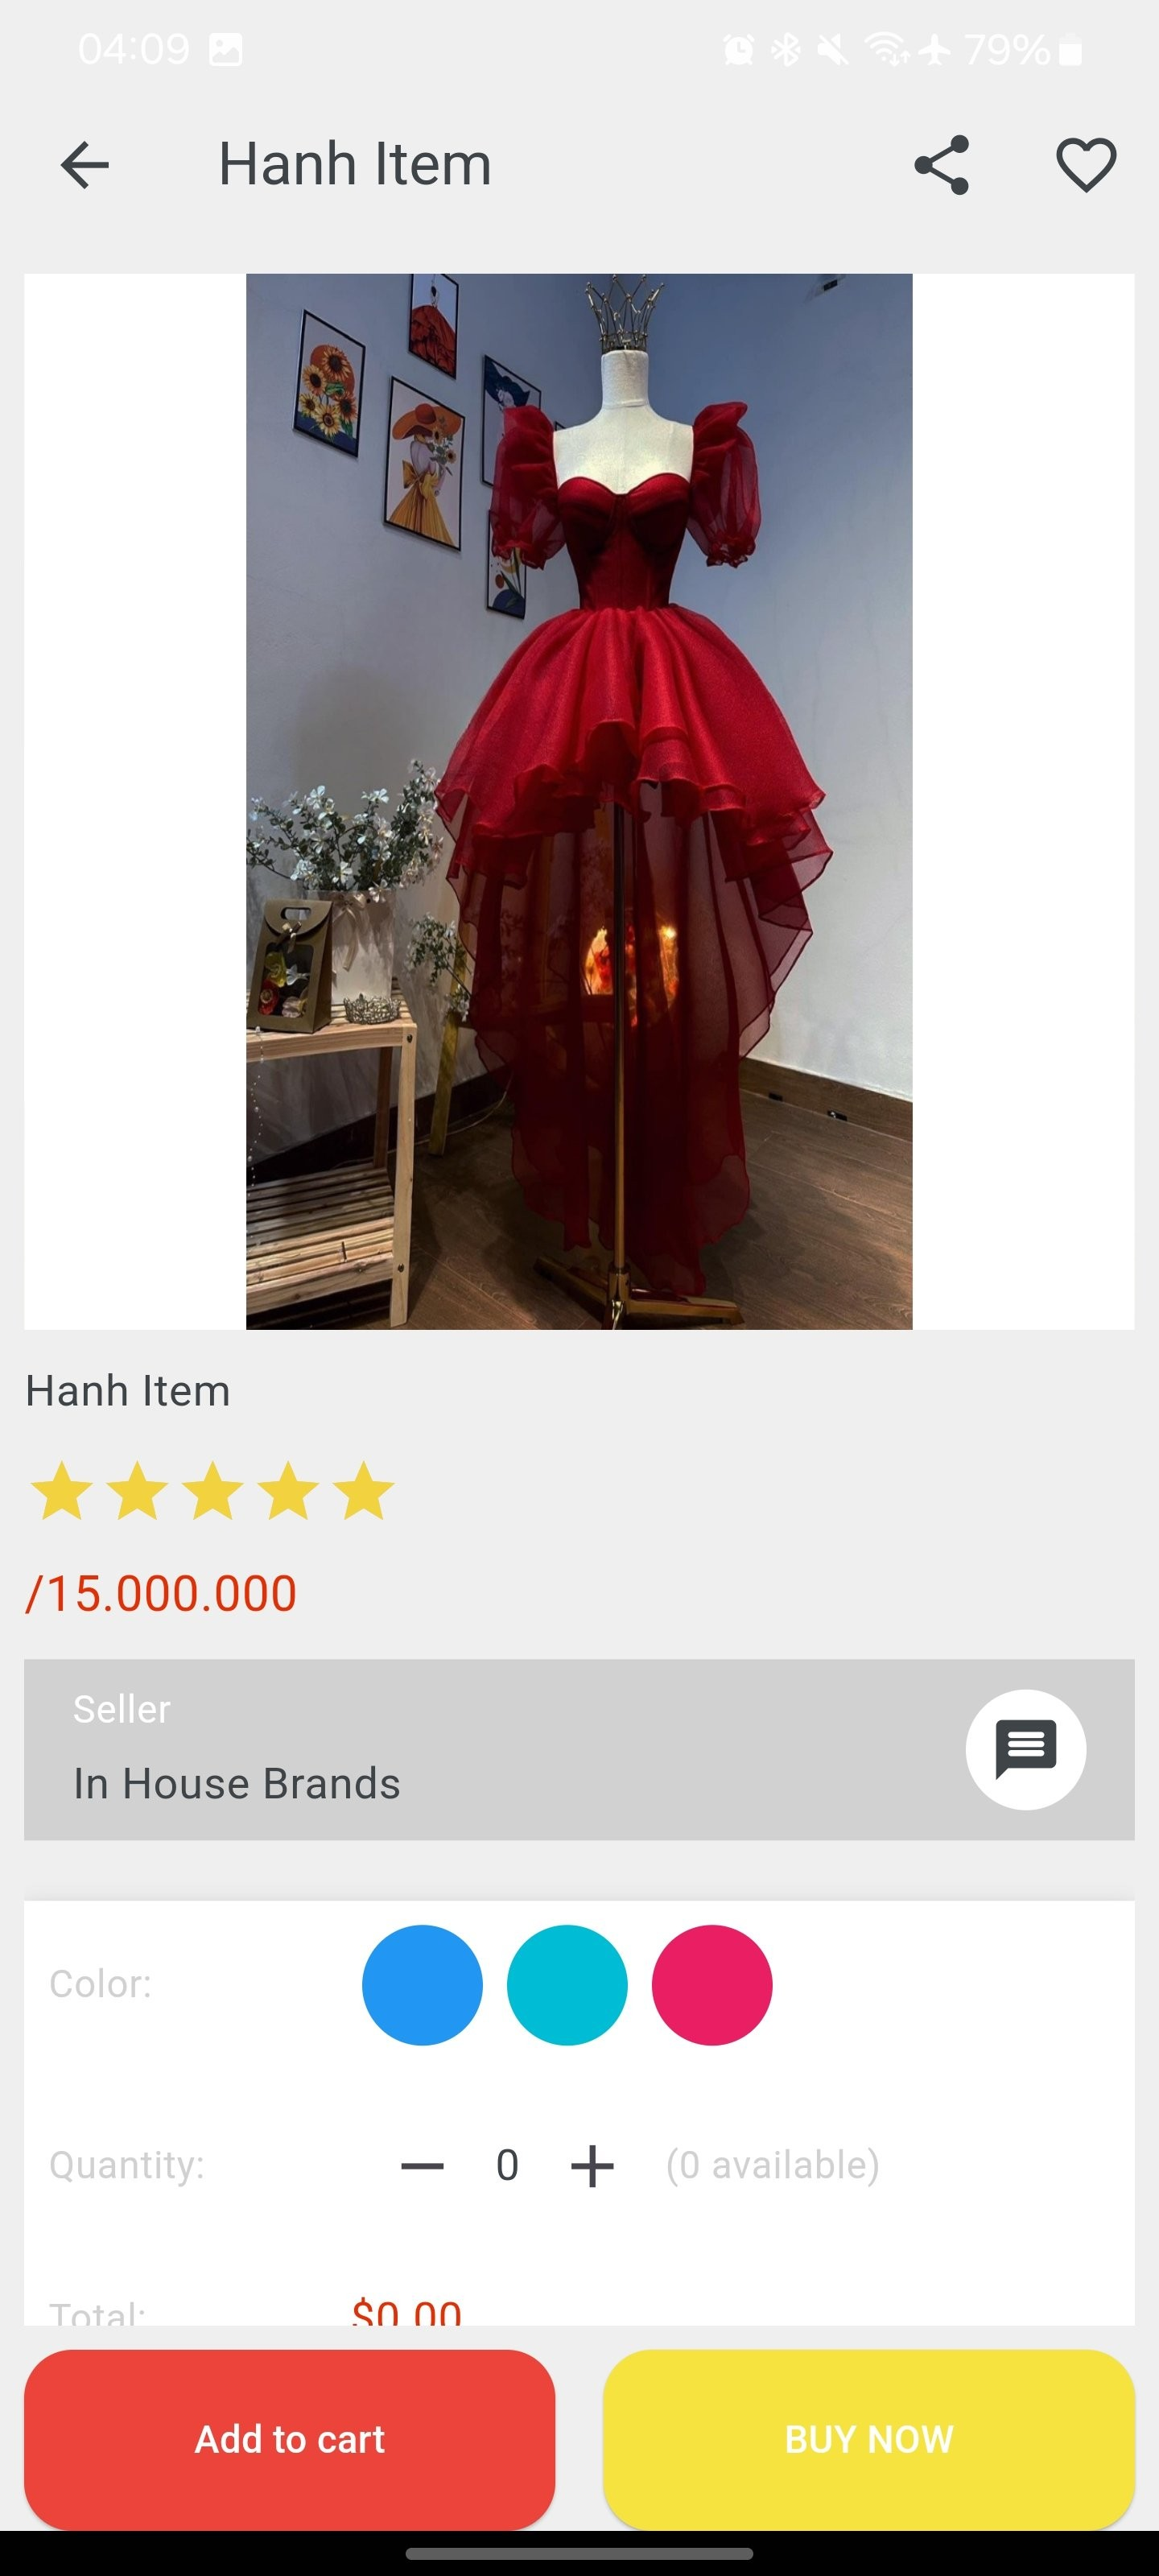 04:09
79%
Hanh Item
Hanh Item
/15.000.000
Seller
In House Brands
Color:
Quantity:
0
(0 available)
Total:
$0.00
Add to cart
BUY NOW